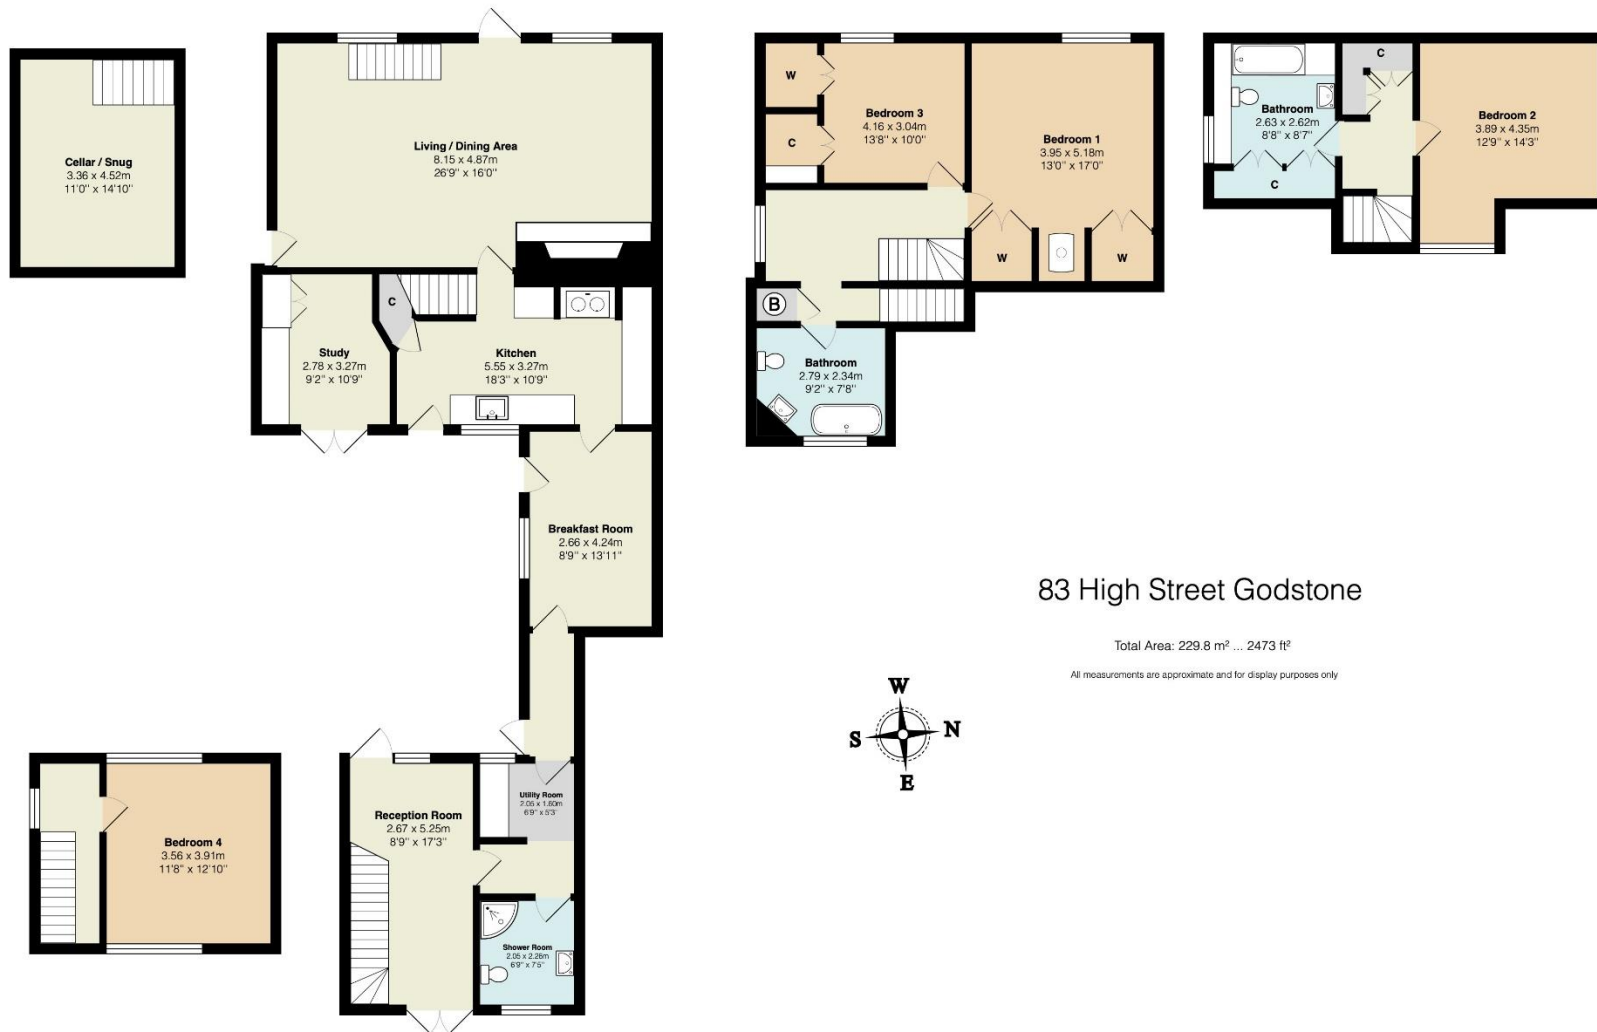 Cellar / Snug
3.36 x 4.52m
11'0'' x 14'10''
Living / Dining Area
8.15 x 4.87m
26'9'' x 16'0''
C
Study
2.78 x 3.27m
9'2'' x 10'9''
Kitchen
5.55 x 3.27m
18'3'' x 10'9''
Breakfast Room
2.66 x 4.24m
8'9'' x 13'11''
Utility Room
2.05 x 1.60m
6'9'' x 5'3'
Reception Room
2.67 x 5.25m
8'9'' x 17'3''
Shower Room
2.05 x 2.26m
6'9'' x 7'5''
Bedroom 4
3.56 x 3.91m
11'8'' x 12'10''
W
Bedroom 3
4.16 x 3.04m
13'8'' x 10'0''
C
Bedroom 1
3.95 x 5.18m
13'0'' x 17'0''
W
W
B
Bathroom
2.79 x 2.34m
9'2'' x 7'8''
C
Bathroom
2.63 x 2.62m
8'8'' x 8'7''
C
Bedroom 2
3.89 x 4.35m
12'9'' x 14'3''
83 High Street Godstone
Total Area: 229.8 m² ... 2473 ft²
All measurements are approximate and for display purposes only
W
S
N
E